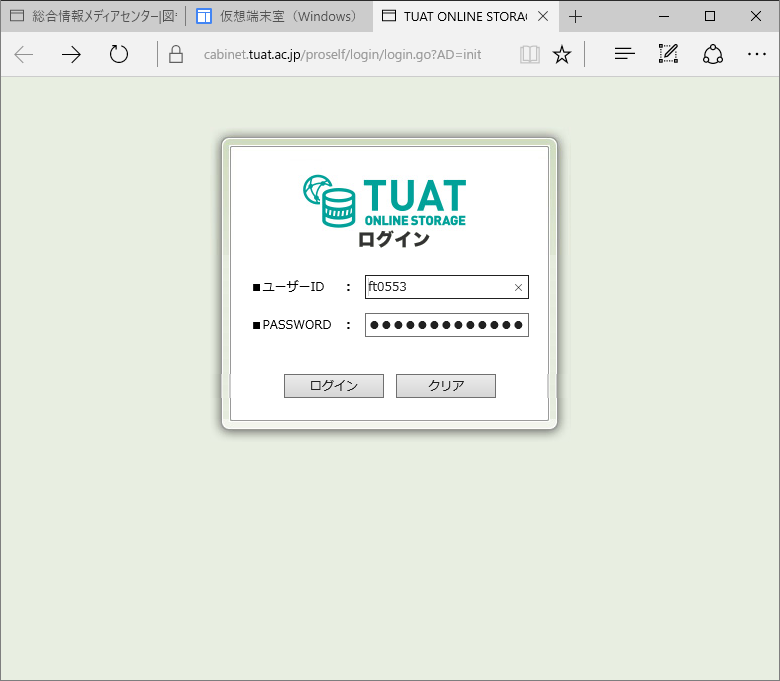 総合情報メディアセンター|図
仮想端末室（Windows）
TUAT ONLINE STORAG
cabinet.tuat.ac.jp/proself/login/login.go?AD=init
TUAT
ONLINE STORAGE
ログイン
■ユーザーID : ft0553
■PASSWORD : ●●●●●●●●●●●●●
ログイン クリア